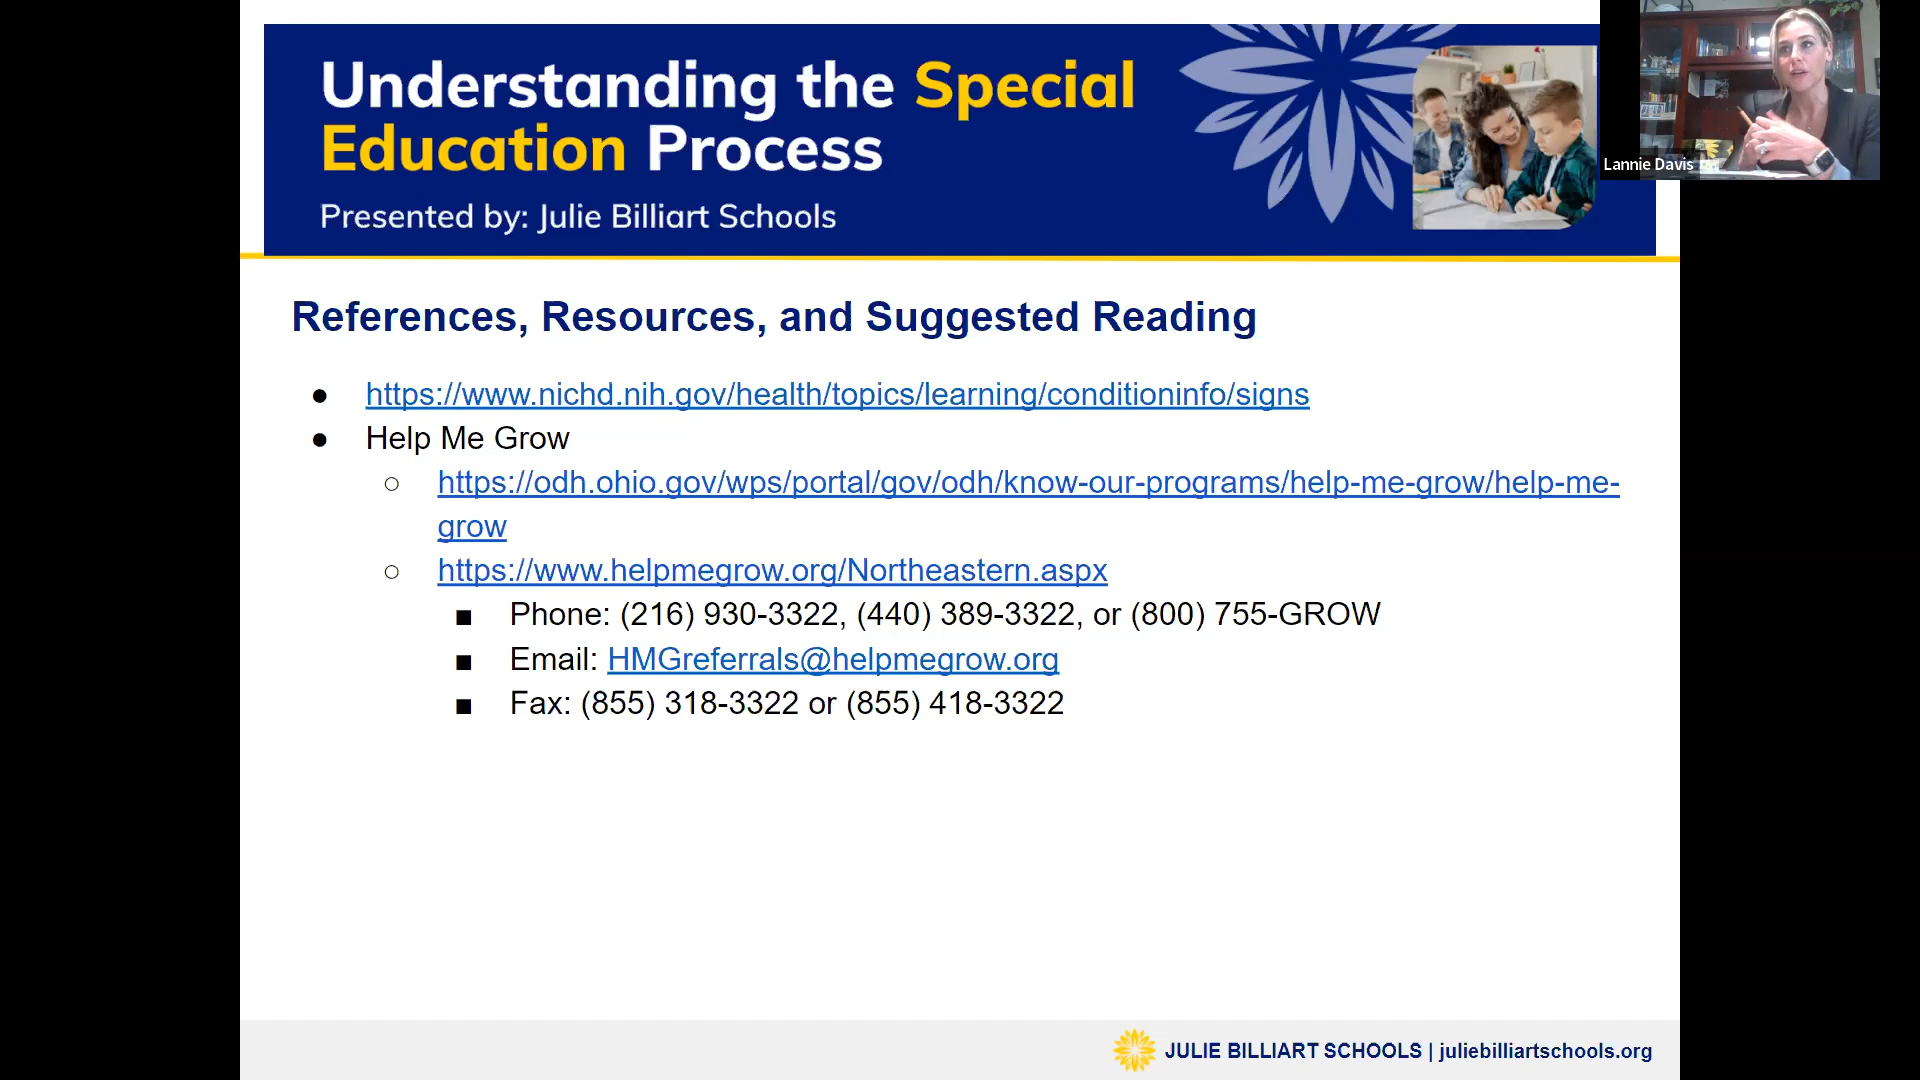 Understanding the Special
Education Process
Presented by: Julie Billiart Schools
Lannie Davis
References, Resources, and Suggested Reading
● https://www.nichd.nih.gov/health/topics/learning/conditioninfo/signs
● Help Me Grow
○ https://odh.ohio.gov/wps/portal/gov/odh/know-our-programs/help-me-grow/help-me-
grow
○ https://www.helpmegrow.org/Northeastern.aspx
■ Phone: (216) 930-3322, (440) 389-3322, or (800) 755-GROW
■ Email: HMGreferrals@helpmegrow.org
■ Fax: (855) 318-3322 or (855) 418-3322
JULIE BILLIART SCHOOLS | juliebilliartschools.org